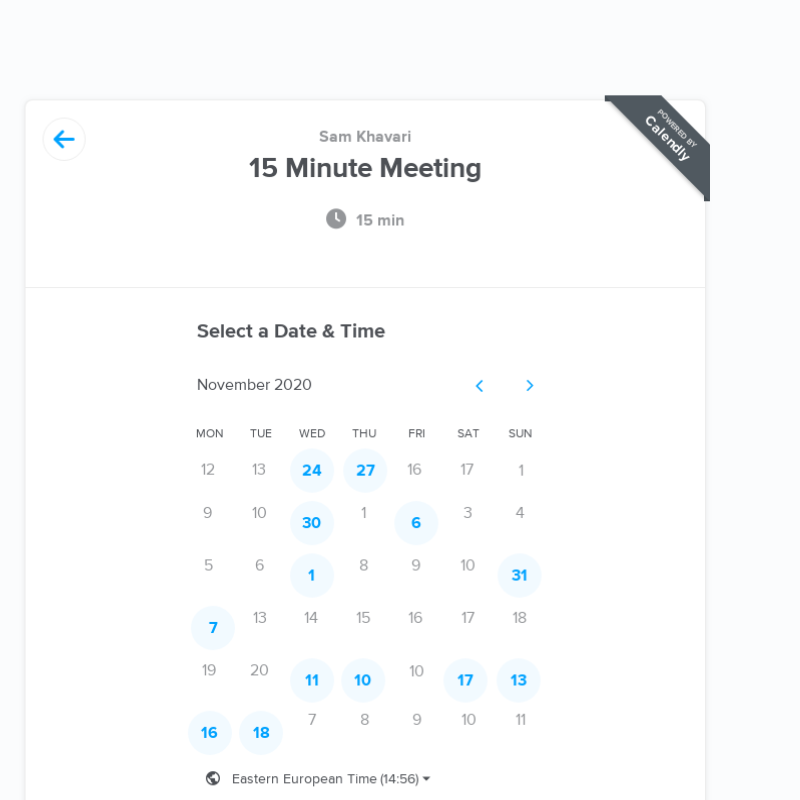 Sam Khavari
15 Minute Meeting
15 min
POWERED BY
Calendly
Select a Date & Time
November 2020
MON TUE WED THU FRI SAT SUN
12 13 24 27 16 17 1
9 10 30 1 6 3 4
5 6 1 8 9 10 31
7 13 14 15 16 17 18
19 20 11 10 10 17 13
16 18 7 8 9 10 11
Eastern European Time (14:56)